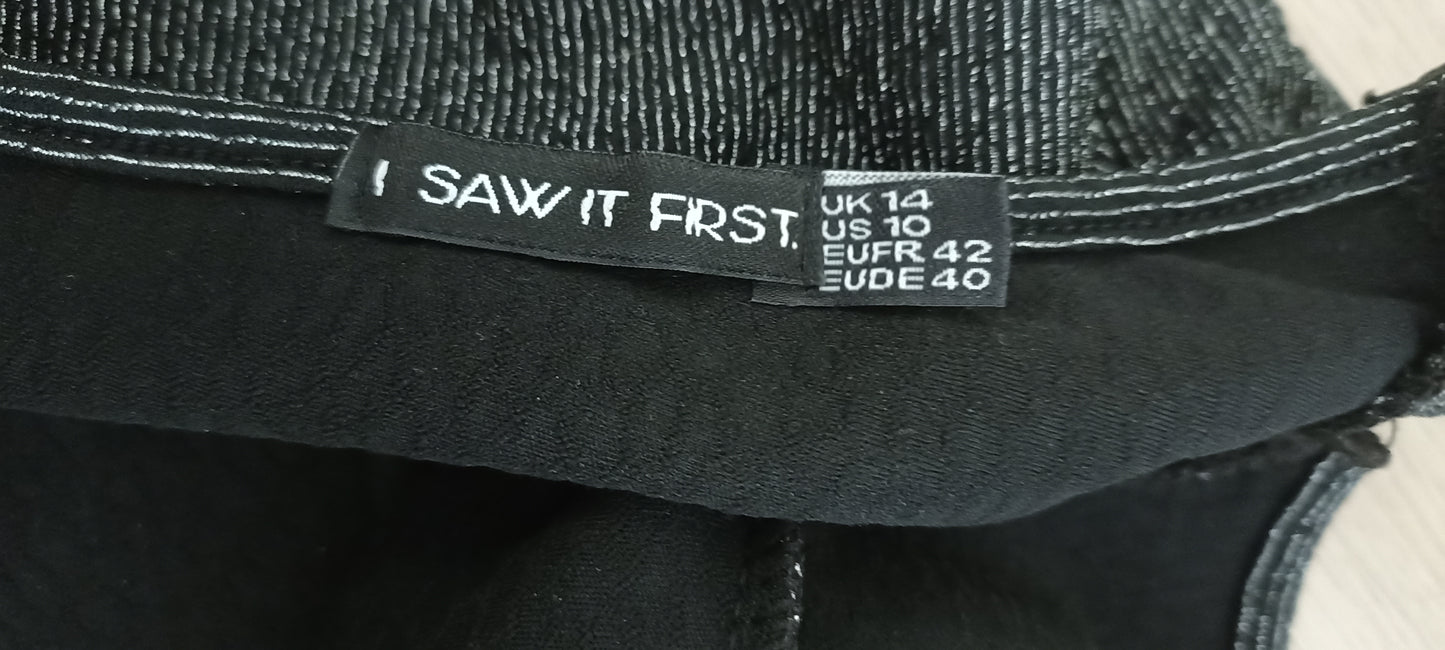 I SAW IT FIRST.
UK 14
US 10
EUFR 42
EUDE 40